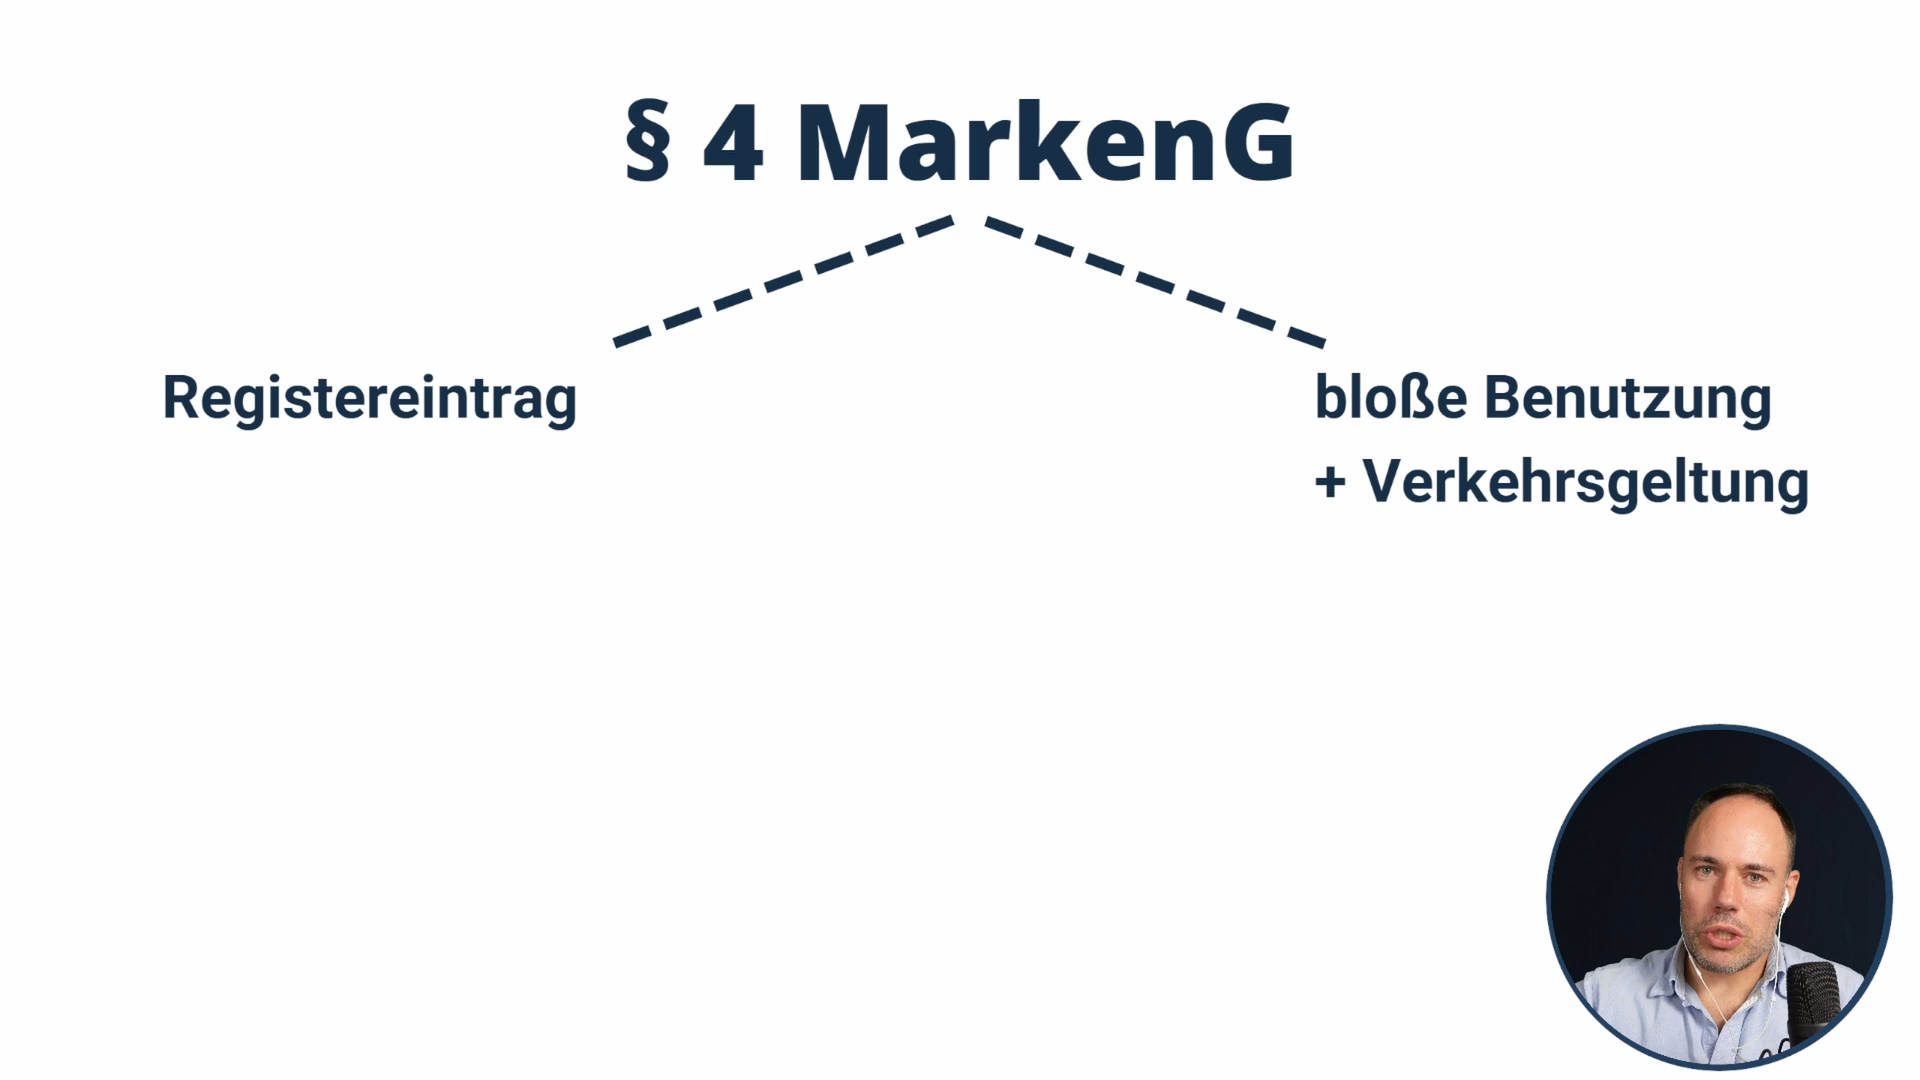 § 4 MarkenG
Registereintrag
bloße Benutzung
+ Verkehrsgeltung